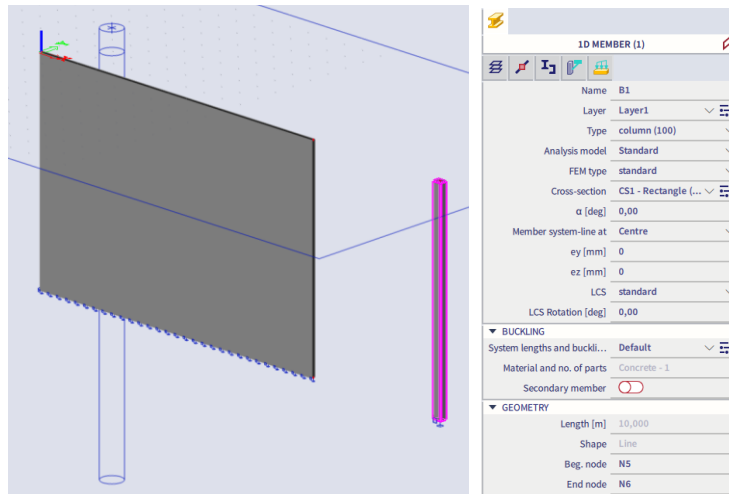 1D MEMBER (1)
Name B1
Layer Layer1
Type column (100)
Analysis model Standard
FEM type standard
Cross-section CS1 - Rectangle (...
α [deg] 0,00
Member system-line at Centre
ey [mm] 0
ez [mm] 0
LCS standard
LCS Rotation [deg] 0,00
BUCKLING
System lengths and buckli... Default
Material and no. of parts Concrete - 1
Secondary member
GEOMETRY
Length [m] 10,000
Shape Line
Beg. node N5
End node N6